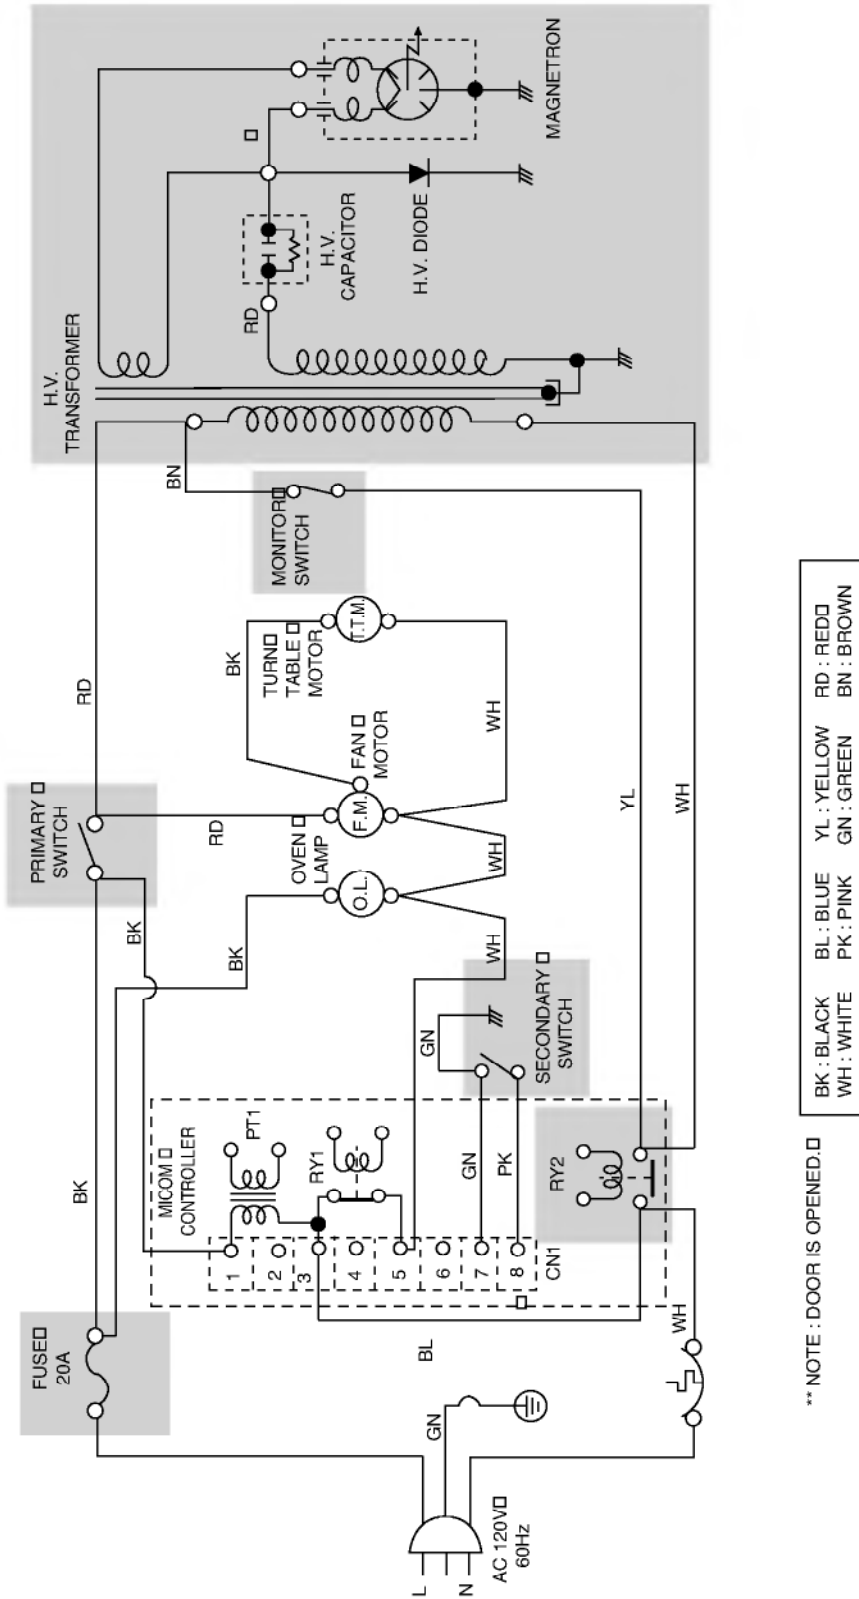 H.V.
TRANSFORMER
RD
H.V.
CAPACITOR
H.V. DIODE
MAGNETRON
BN
MONITOR
SWITCH
RD
PRIMARY
SWITCH
BK
TURN
TABLE
MOTOR
T.T.M.
FAN
MOTOR
F.M.
RD
OVEN
LAMP
O.L.
WH
WH
WH
YL
WH
BK
BK
BK
GN
SECONDARY
SWITCH
MICOM
CONTROLLER
PT1
RY1
GN
PK
RY2
1
2
3
4
5
6
7
8
CN1
FUSE
20A
BL
WH
GN
L
N
AC 120V
60Hz
BK : BLACK BL : BLUE YL : YELLOW RD : RED
WH : WHITE PK : PINK GN : GREEN BN : BROWN
** NOTE : DOOR IS OPENED.